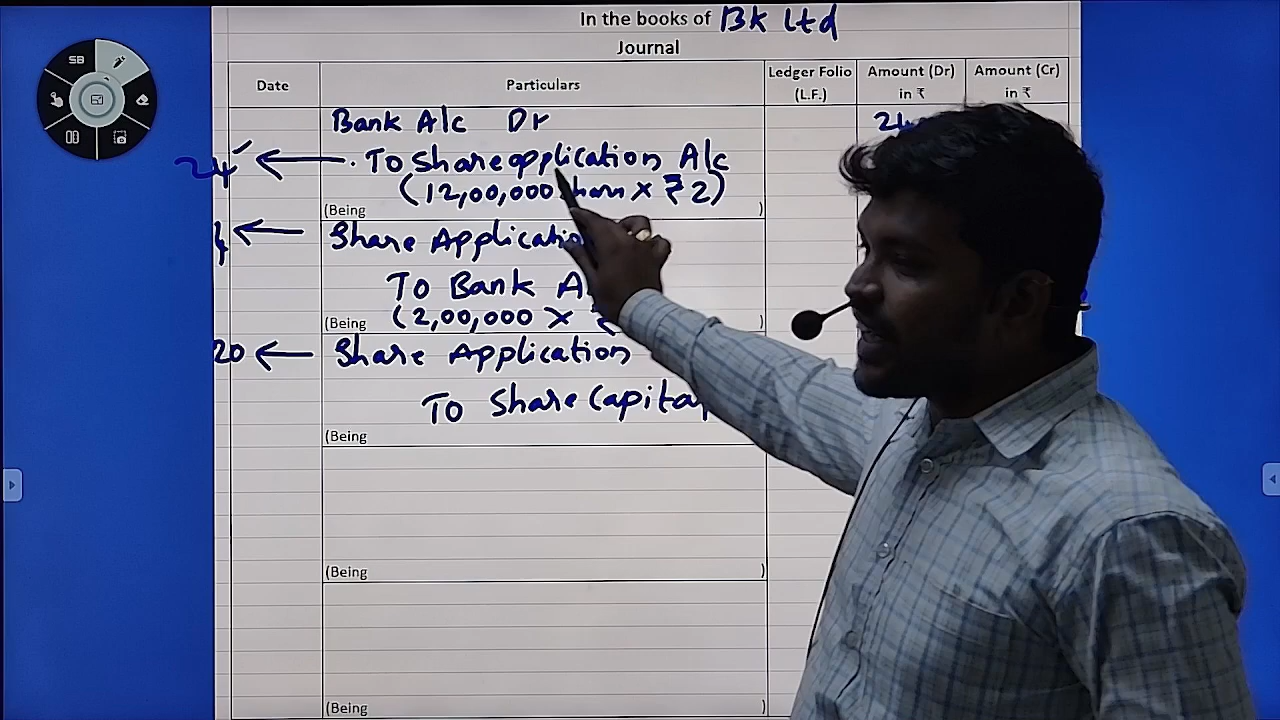 In the books of BK Ltd
Journal
Date Particulars Ledger Folio (L.F.) Amount (Dr) in ₹ Amount (Cr) in ₹
Bank A/c Dr 24
24 To Share application A/c
(12,00,000 shares × ₹ 2)
(Being )
4 Share Application
To Bank A
(Being (2,00,000 × )
20 Share Application
To Share Capital
(Being
(Being )
(Being )